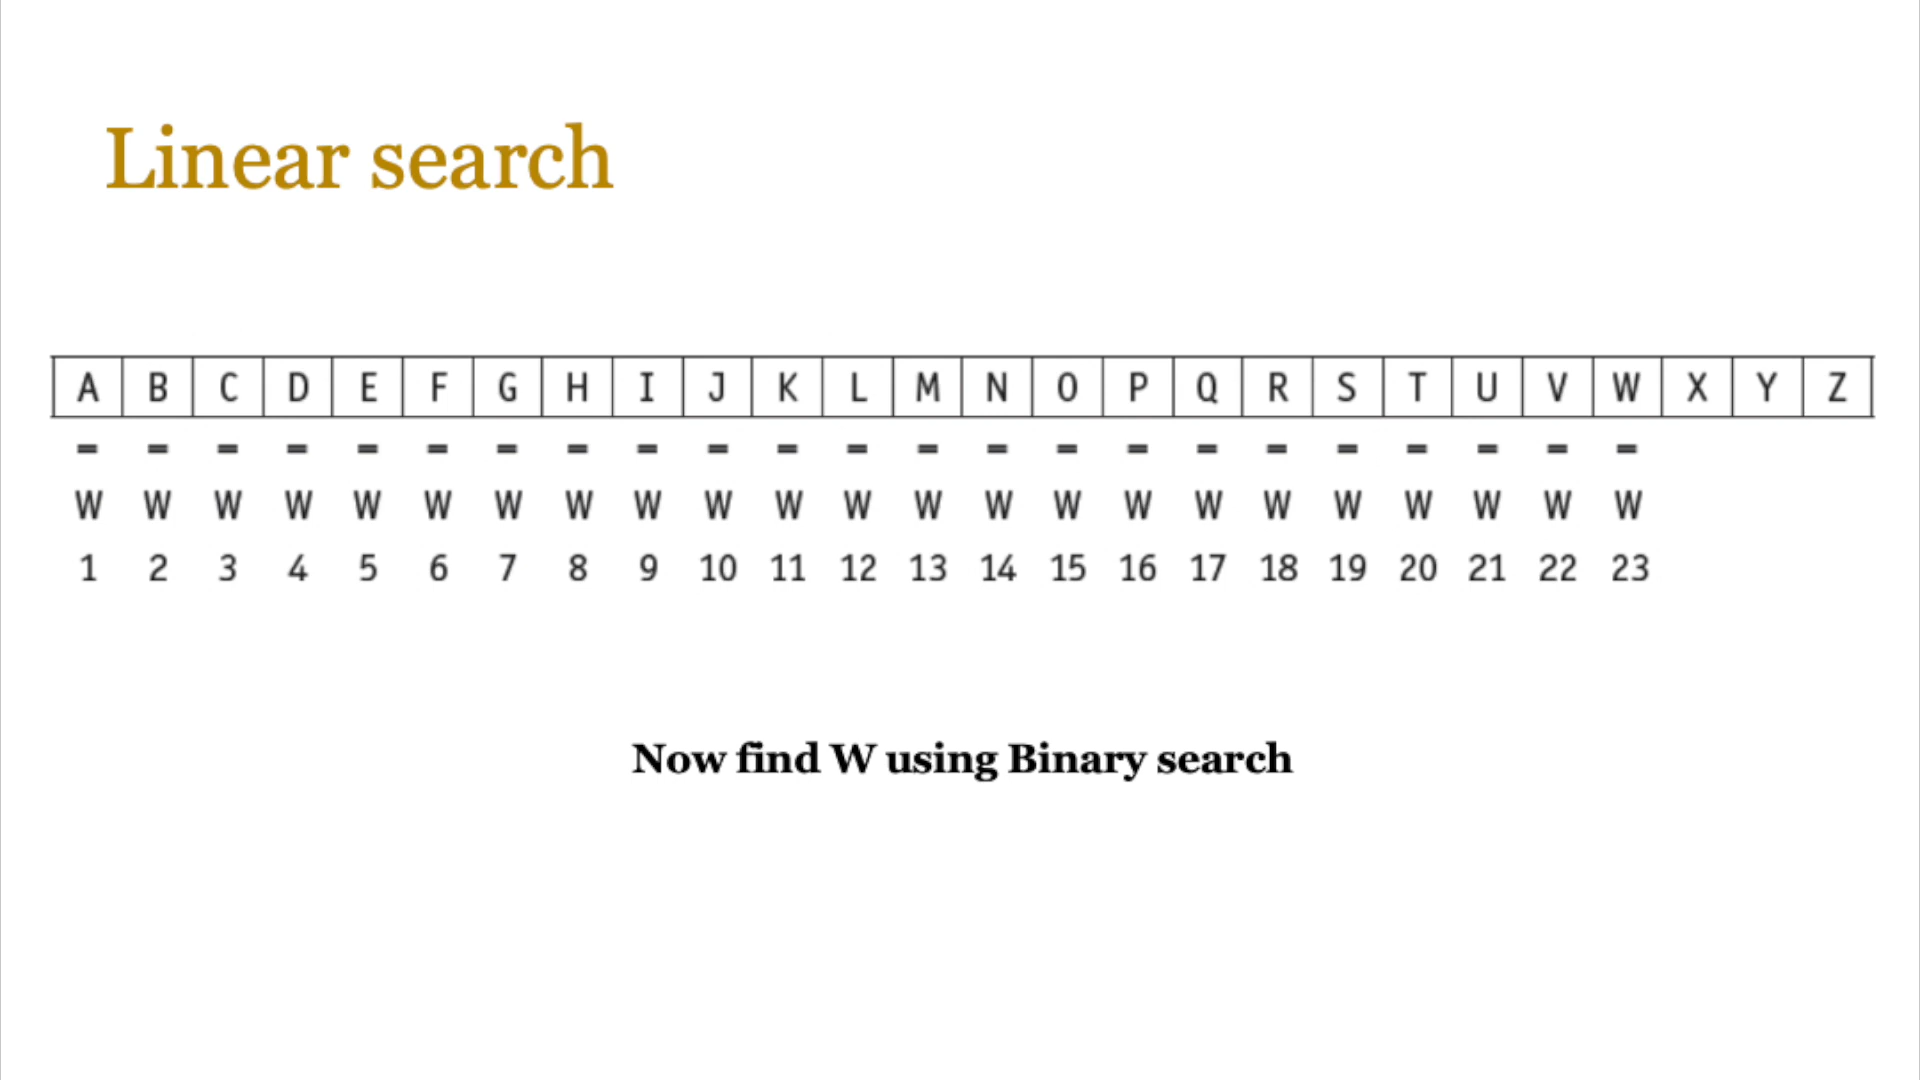 Linear search
A B C D E F G H I J K L M N O P Q R S T U V W X Y Z
= = = = = = = = = = = = = = = = = = = = = = =
W W W W W W W W W W W W W W W W W W W W W W W
1 2 3 4 5 6 7 8 9 10 11 12 13 14 15 16 17 18 19 20 21 22 23
Now find W using Binary search